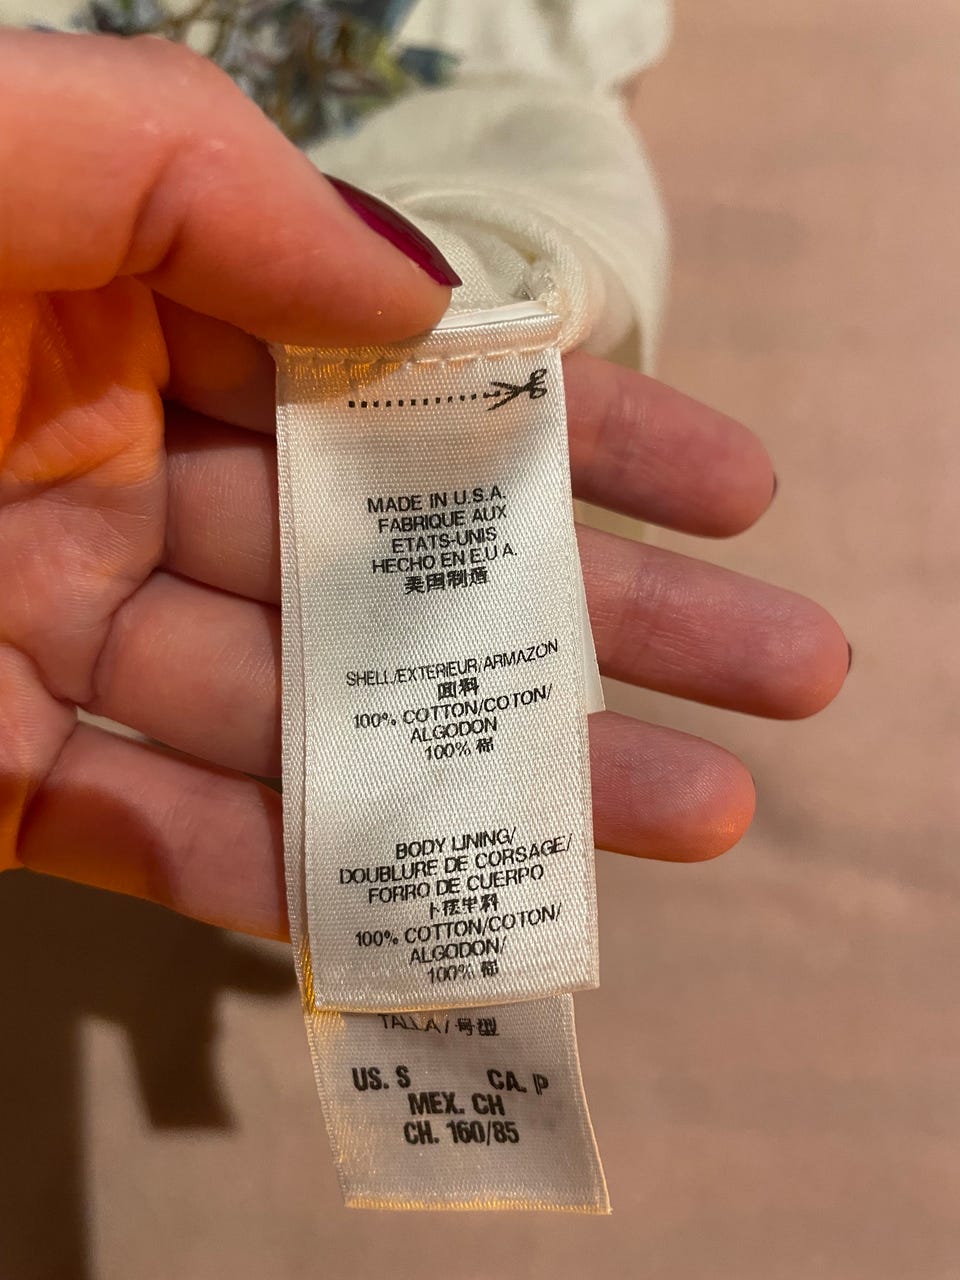 MADE IN U.S.A.
FABRIQUE AUX
ETATS-UNIS
HECHO EN E.U.A.
美国制造
SHELL/EXTERIEUR/ARMAZON
面料
100% COTTON/COTON/
ALGODON
100% 棉
BODY LINING/
DOUBLURE DE CORSAGE/
FORRO DE CUERPO
100% COTTON/COTON/
ALGODON/
100% 棉
TALLA / 号型
US. S CA. P
MEX. CH
CH. 160/85